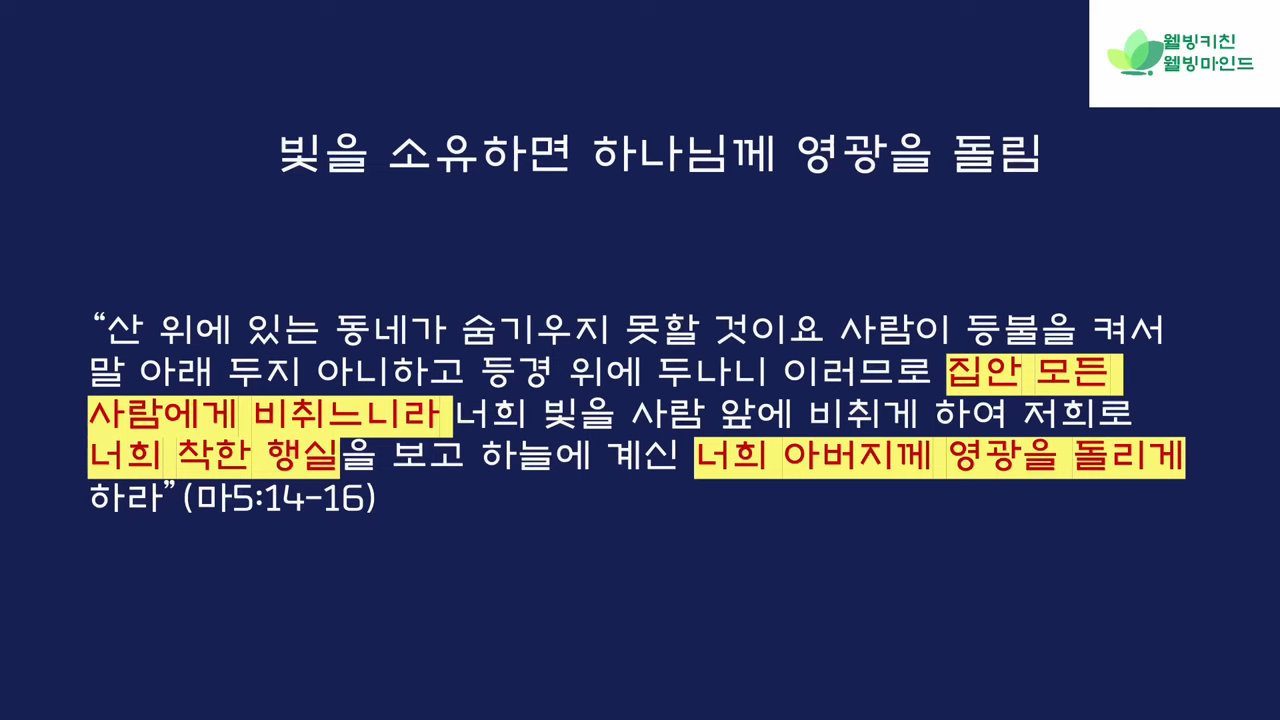 웰빙키친
웰빙마인드
빛을 소유하면 하나님께 영광을 돌림
“산 위에 있는 동네가 숨기우지 못할 것이요 사람이 등불을 켜서
말 아래 두지 아니하고 등경 위에 두나니 이러므로 집안 모든
사람에게 비취느니라 너희 빛을 사람 앞에 비취게 하여 저희로
너희 착한 행실을 보고 하늘에 계신 너희 아버지께 영광을 돌리게
하라” (마5:14-16)